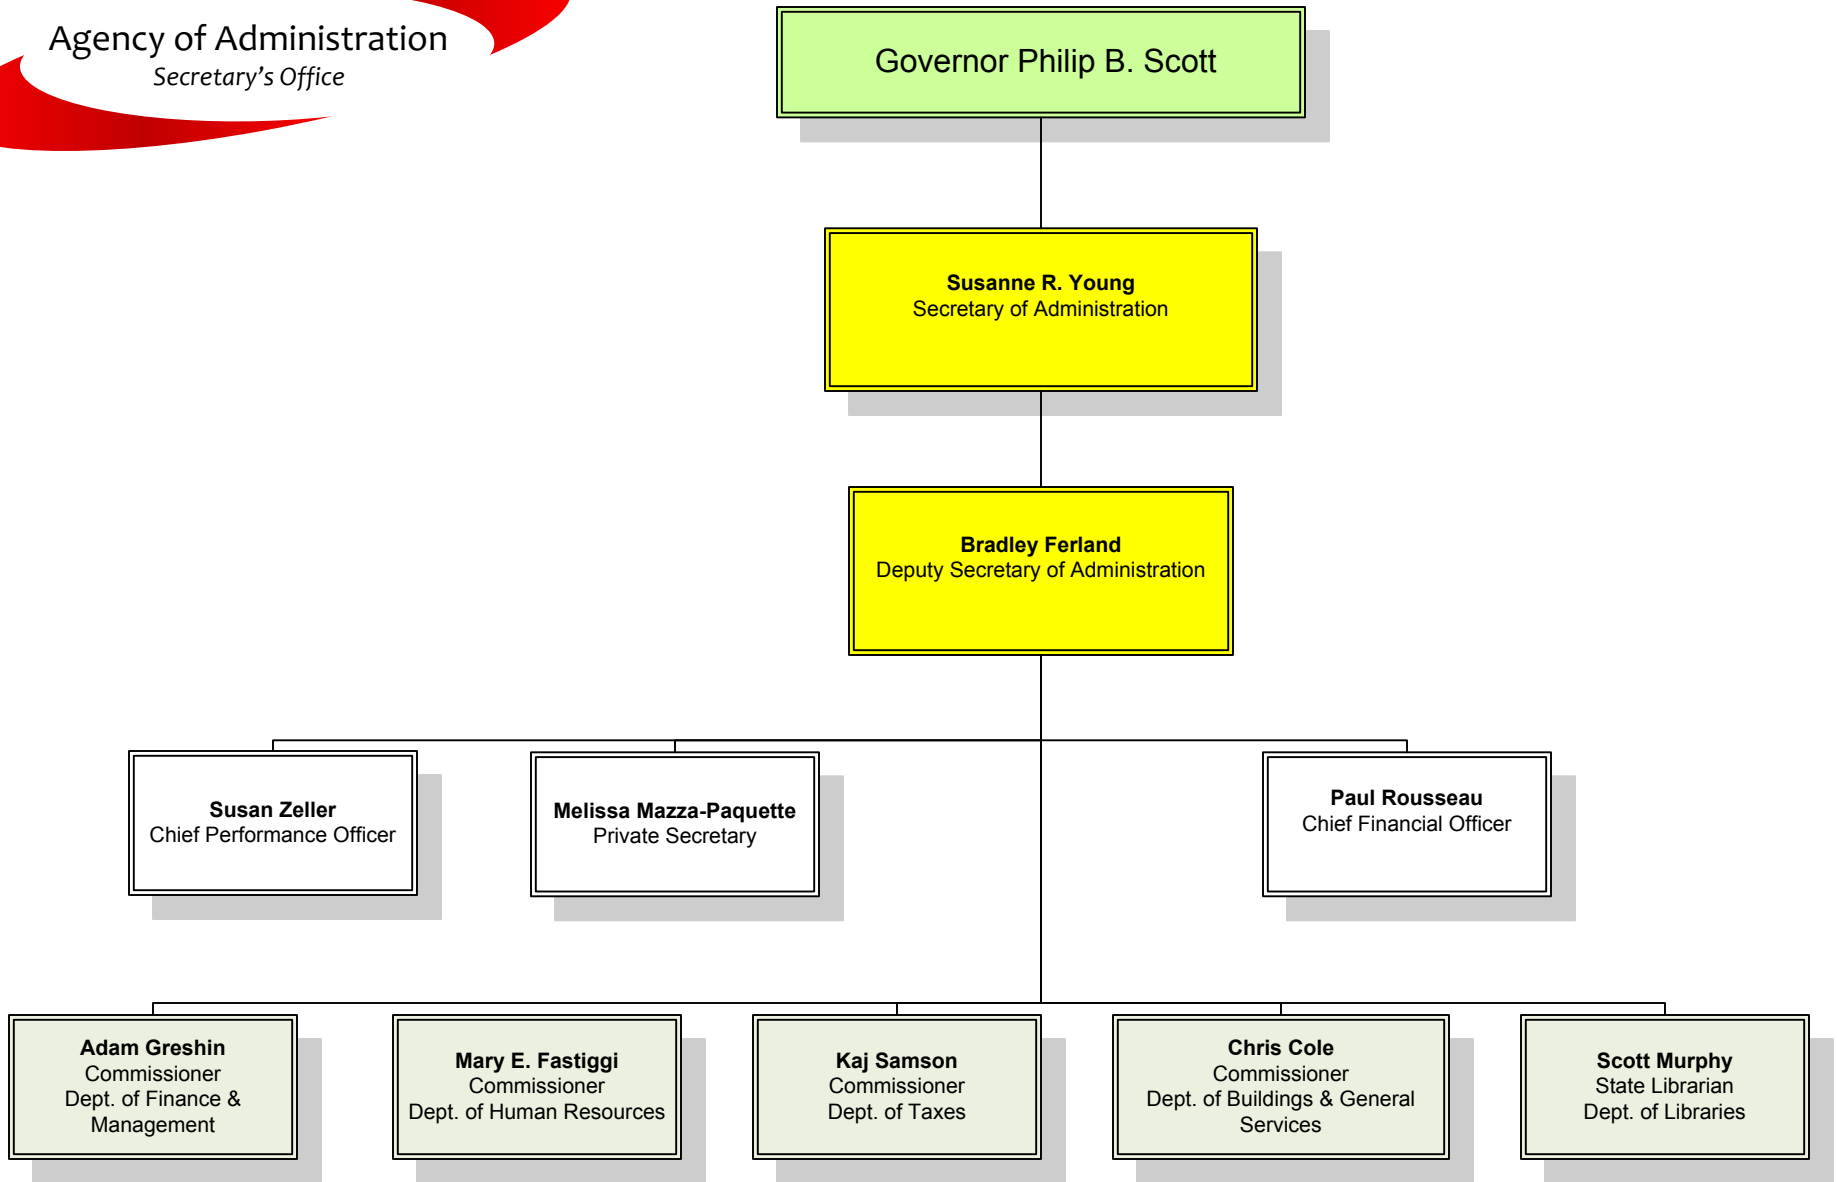 Agency of Administration
Secretary's Office
Governor Philip B. Scott
Susanne R. Young
Secretary of Administration
Bradley Ferland
Deputy Secretary of Administration
Susan Zeller
Chief Performance Officer
Melissa Mazza-Paquette
Private Secretary
Paul Rousseau
Chief Financial Officer
Adam Greshin
Commissioner
Dept. of Finance &
Management
Mary E. Fastiggi
Commissioner
Dept. of Human Resources
Kaj Samson
Commissioner
Dept. of Taxes
Chris Cole
Commissioner
Dept. of Buildings & General
Services
Scott Murphy
State Librarian
Dept. of Libraries